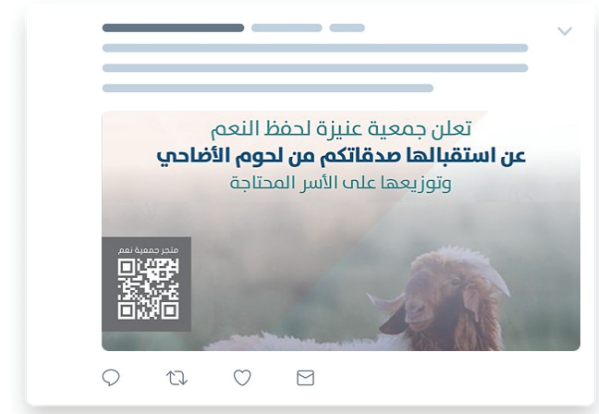 تعلن جمعية عنيزة لحفظ النعم
عن استقبالها صدقاتكم من لحوم الأضاحي
وتوزيعها على الأسر المحتاجة
متجر جمعية نعم